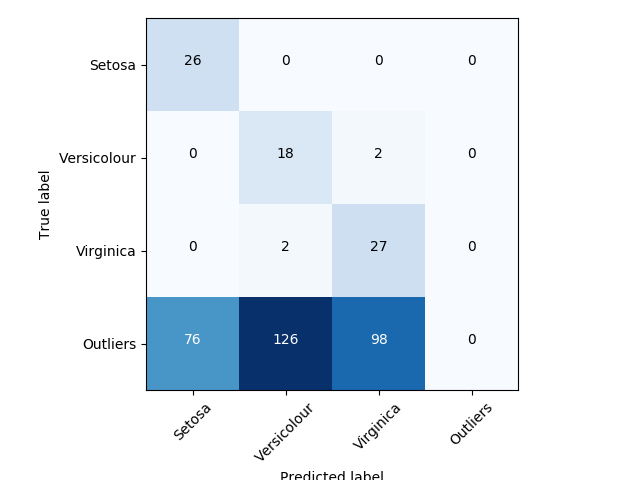 Setosa 26 0 0 0
Versicolour 0 18 2 0
Virginica 0 2 27 0
Outliers 76 126 98 0
True label
Setosa Versicolour Virginica Outliers
Predicted label